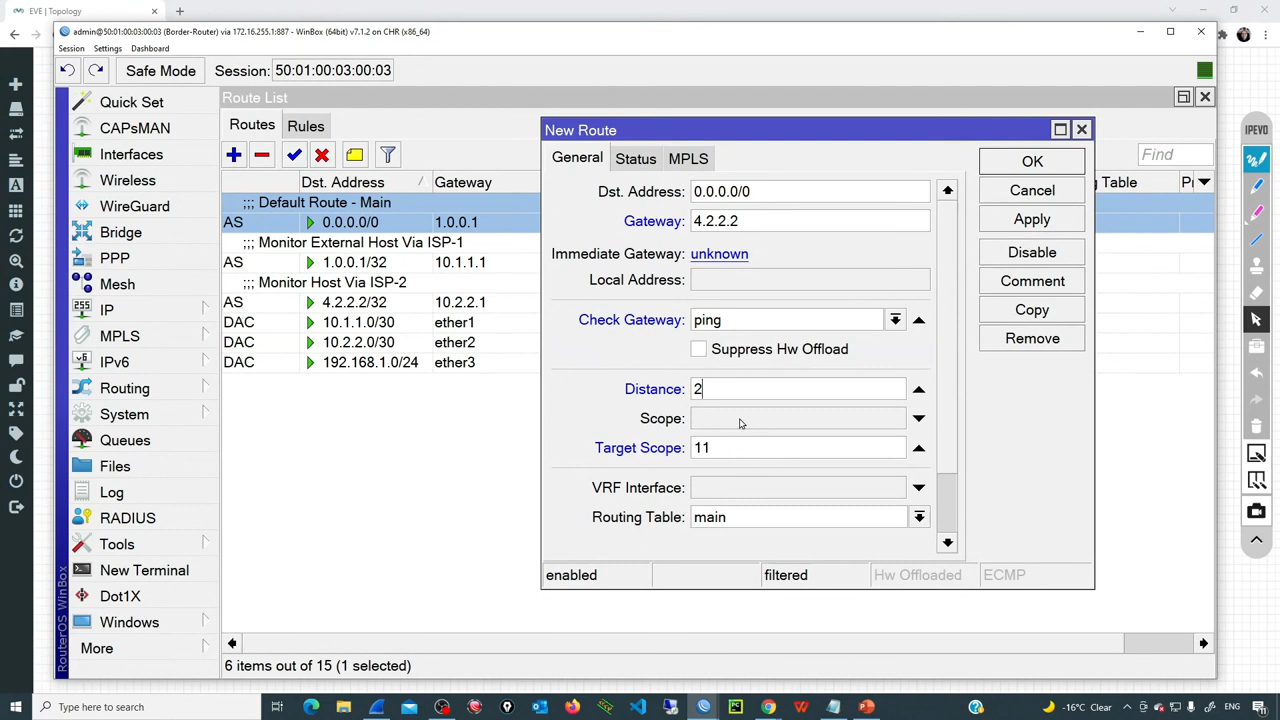 EVE | Topology
admin@50:01:00:03:00:03 (Border-Router) via 172.16.255.1:887 - WinBox (64bit) v7.1.2 on CHR (x86_64)
Session Settings Dashboard
Safe Mode Session: 50:01:00:03:00:03
Quick Set
CAPsMAN
Interfaces
Wireless
WireGuard
Bridge
PPP
Mesh
255 IP
MPLS
v6 IPv6
Routing
System
Queues
Files
Log
RADIUS
Tools
New Terminal
Dot1X
Windows
More
RouterOS WinBox
Route List
Routes Rules
Find
Dst. Address Gateway
;;; Default Route - Main
AS 0.0.0.0/0 1.0.0.1
;;; Monitor External Host Via ISP-1
AS 1.0.0.1/32 10.1.1.1
;;; Monitor Host Via ISP-2
AS 4.2.2.2/32 10.2.2.1
DAC 10.1.1.0/30 ether1
DAC 10.2.2.0/30 ether2
DAC 192.168.1.0/24 ether3
6 items out of 15 (1 selected)
New Route
General Status MPLS
Dst. Address: 0.0.0.0/0
Gateway: 4.2.2.2
Immediate Gateway: unknown
Local Address:
Check Gateway: ping
Suppress Hw Offload
Distance: 2
Scope:
Target Scope: 11
VRF Interface:
Routing Table: main
enabled filtered Hw Offloaded ECMP
OK
Cancel
Apply
Disable
Comment
Copy
Remove
g Table
IPEVO
Type here to search
-16°C Clear
ENG